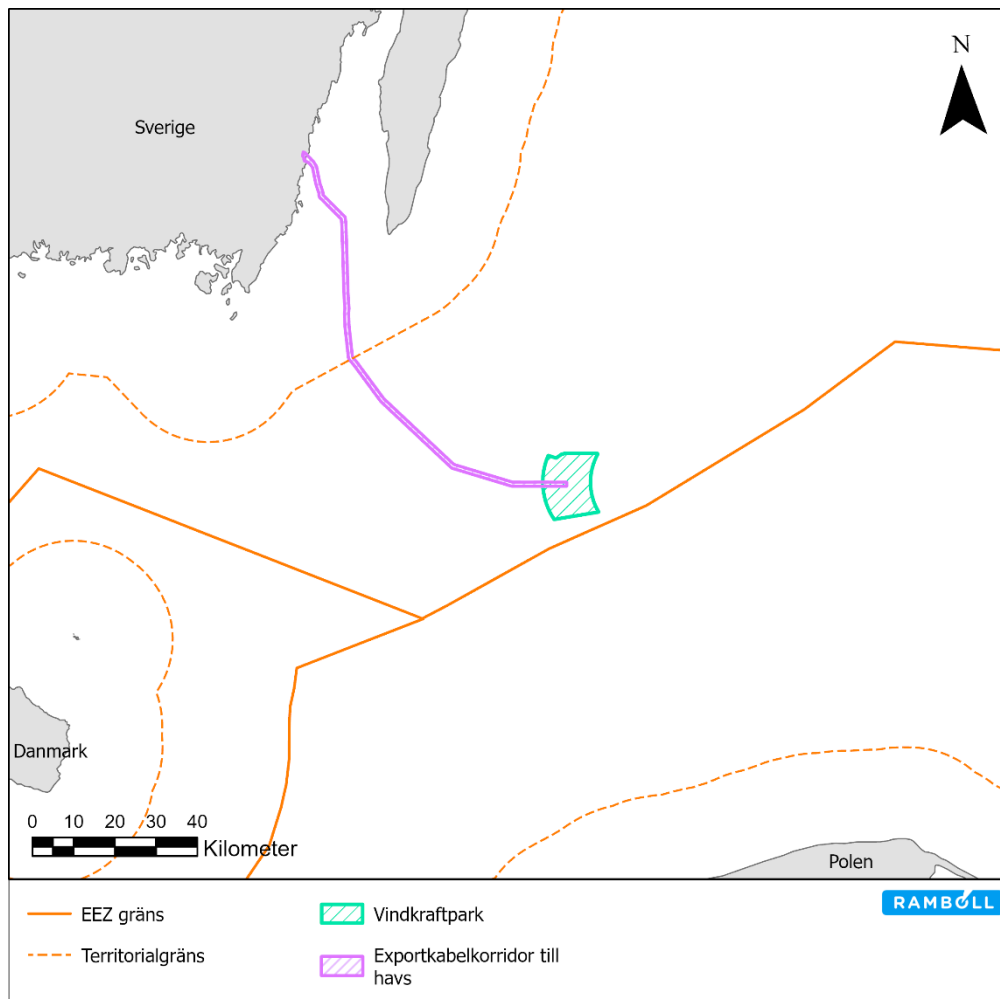 N
Sverige
Danmark
0 10 20 30 40
Kilometer
Polen
EEZ gräns
Territorialgräns
Vindkraftpark
Exportkabelkorridor till
havs
RAMBOLL